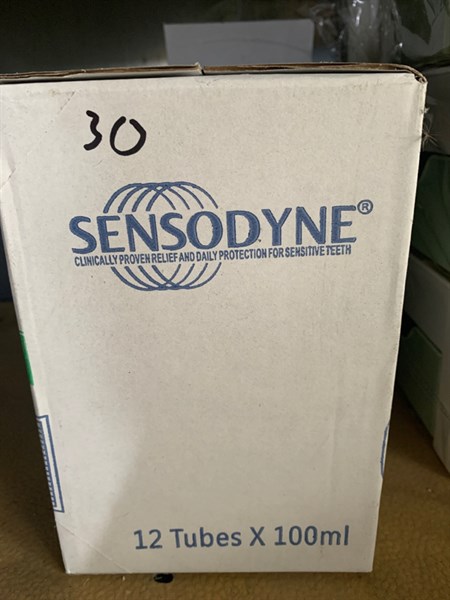 30
SENSODYNE®
CLINICALLY PROVEN RELIEF AND DAILY PROTECTION FOR SENSITIVE TEETH
12 Tubes X 100ml